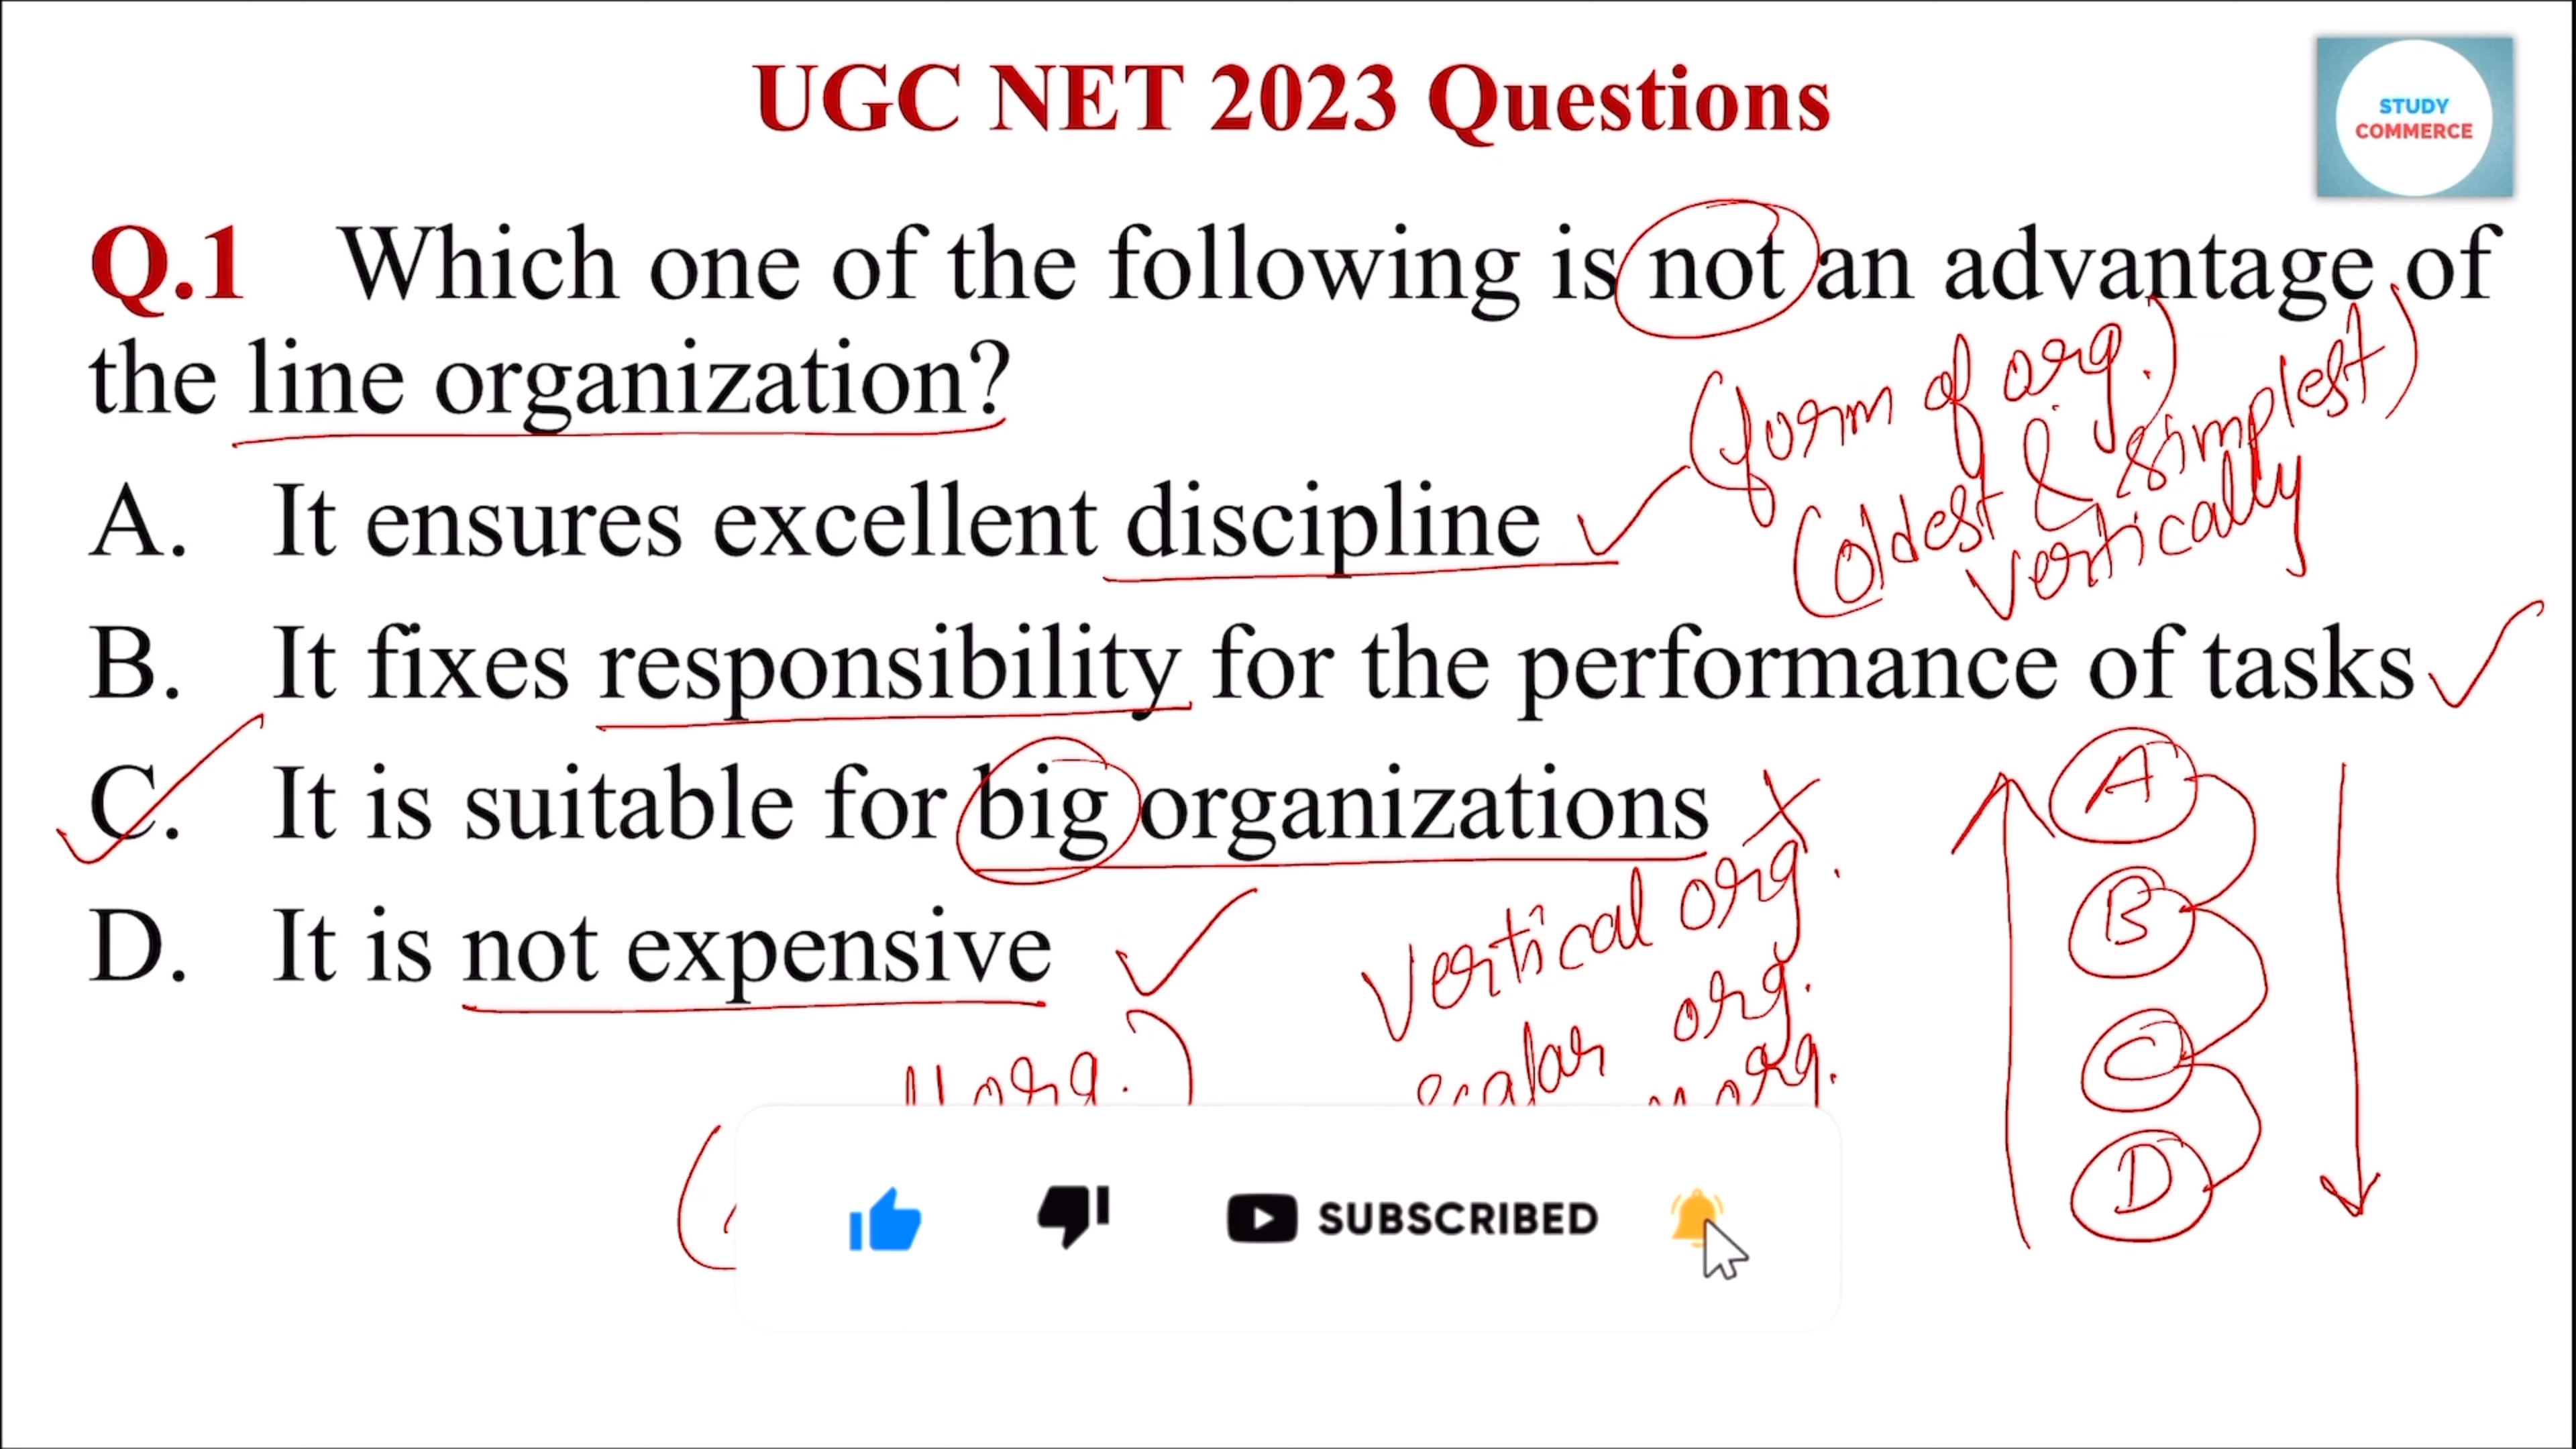 UGC NET 2023 Questions
STUDY
COMMERCE
Q.1 Which one of the following is not an advantage of
the line organization?
(form of org.)
(oldest & simplest)
vertically
A. It ensures excellent discipline
B. It fixes responsibility for the performance of tasks
C. It is suitable for big organizations
D. It is not expensive
vertical org.
scalar org.
org.
org.
A
B
C
D
SUBSCRIBED